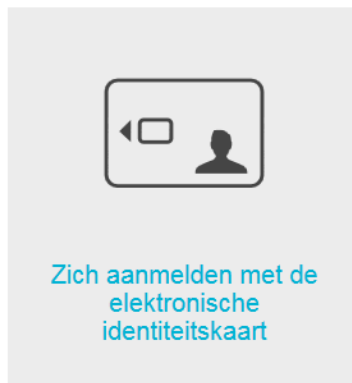 Zich aanmelden met de
elektronische
identiteitskaart